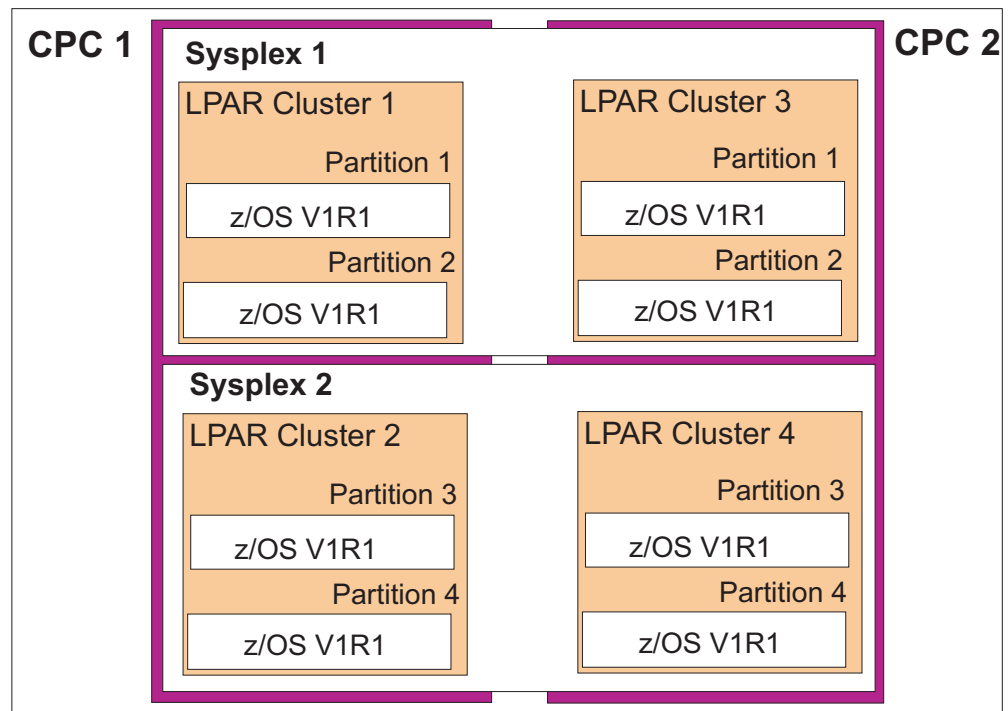 CPC 1
CPC 2
Sysplex 1
LPAR Cluster 1
Partition 1
z/OS V1R1
Partition 2
z/OS V1R1
LPAR Cluster 3
Partition 1
z/OS V1R1
Partition 2
z/OS V1R1
Sysplex 2
LPAR Cluster 2
Partition 3
z/OS V1R1
Partition 4
z/OS V1R1
LPAR Cluster 4
Partition 3
z/OS V1R1
Partition 4
z/OS V1R1